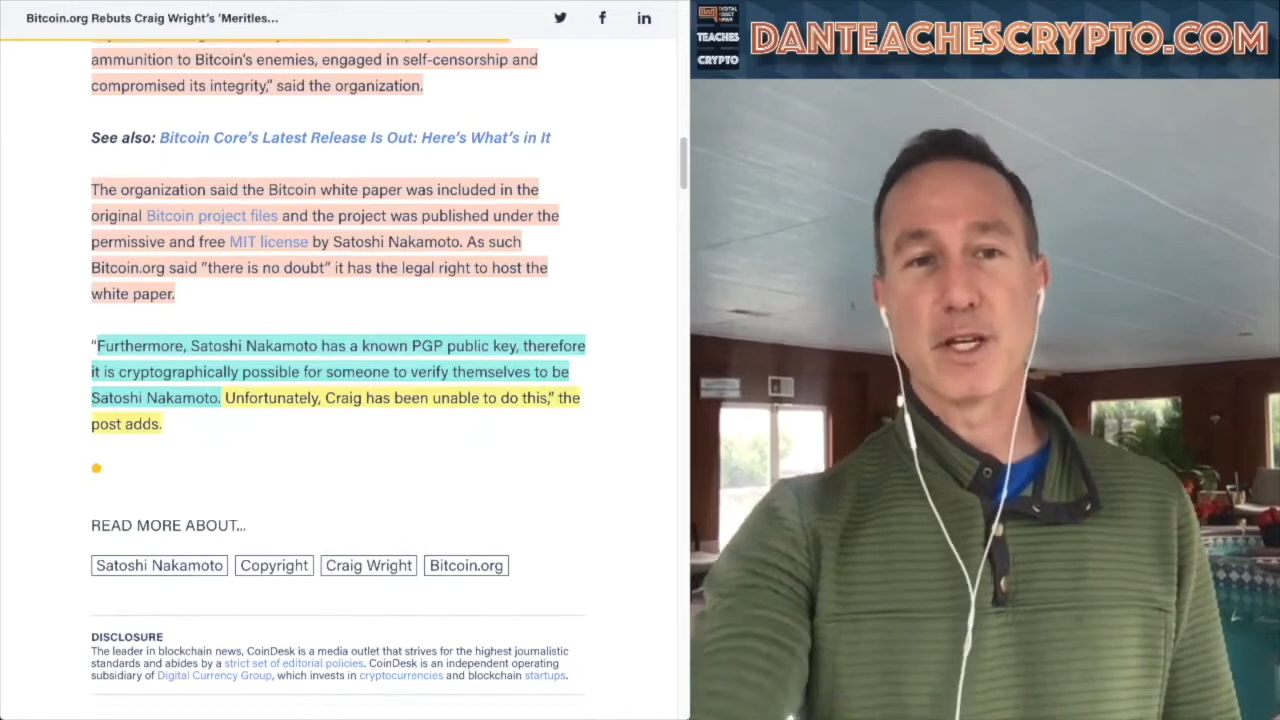 Bitcoin.org Rebuts Craig Wright's 'Meritles...
ammunition to Bitcoin's enemies, engaged in self-censorship and
compromised its integrity," said the organization.
See also: Bitcoin Core's Latest Release Is Out: Here's What's in It
The organization said the Bitcoin white paper was included in the
original Bitcoin project files and the project was published under the
permissive and free MIT license by Satoshi Nakamoto. As such
Bitcoin.org said "there is no doubt" it has the legal right to host the
white paper.
"Furthermore, Satoshi Nakamoto has a known PGP public key, therefore
it is cryptographically possible for someone to verify themselves to be
Satoshi Nakamoto. Unfortunately, Craig has been unable to do this," the
post adds.
READ MORE ABOUT...
Satoshi Nakamoto Copyright Craig Wright Bitcoin.org
DISCLOSURE
The leader in blockchain news, CoinDesk is a media outlet that strives for the highest journalistic
standards and abides by a strict set of editorial policies. CoinDesk is an independent operating
subsidiary of Digital Currency Group, which invests in cryptocurrencies and blockchain startups.
DIGITAL
ASSET
NEWS
TEACHES
CRYPTO
DANTEACHESCRYPTO.COM